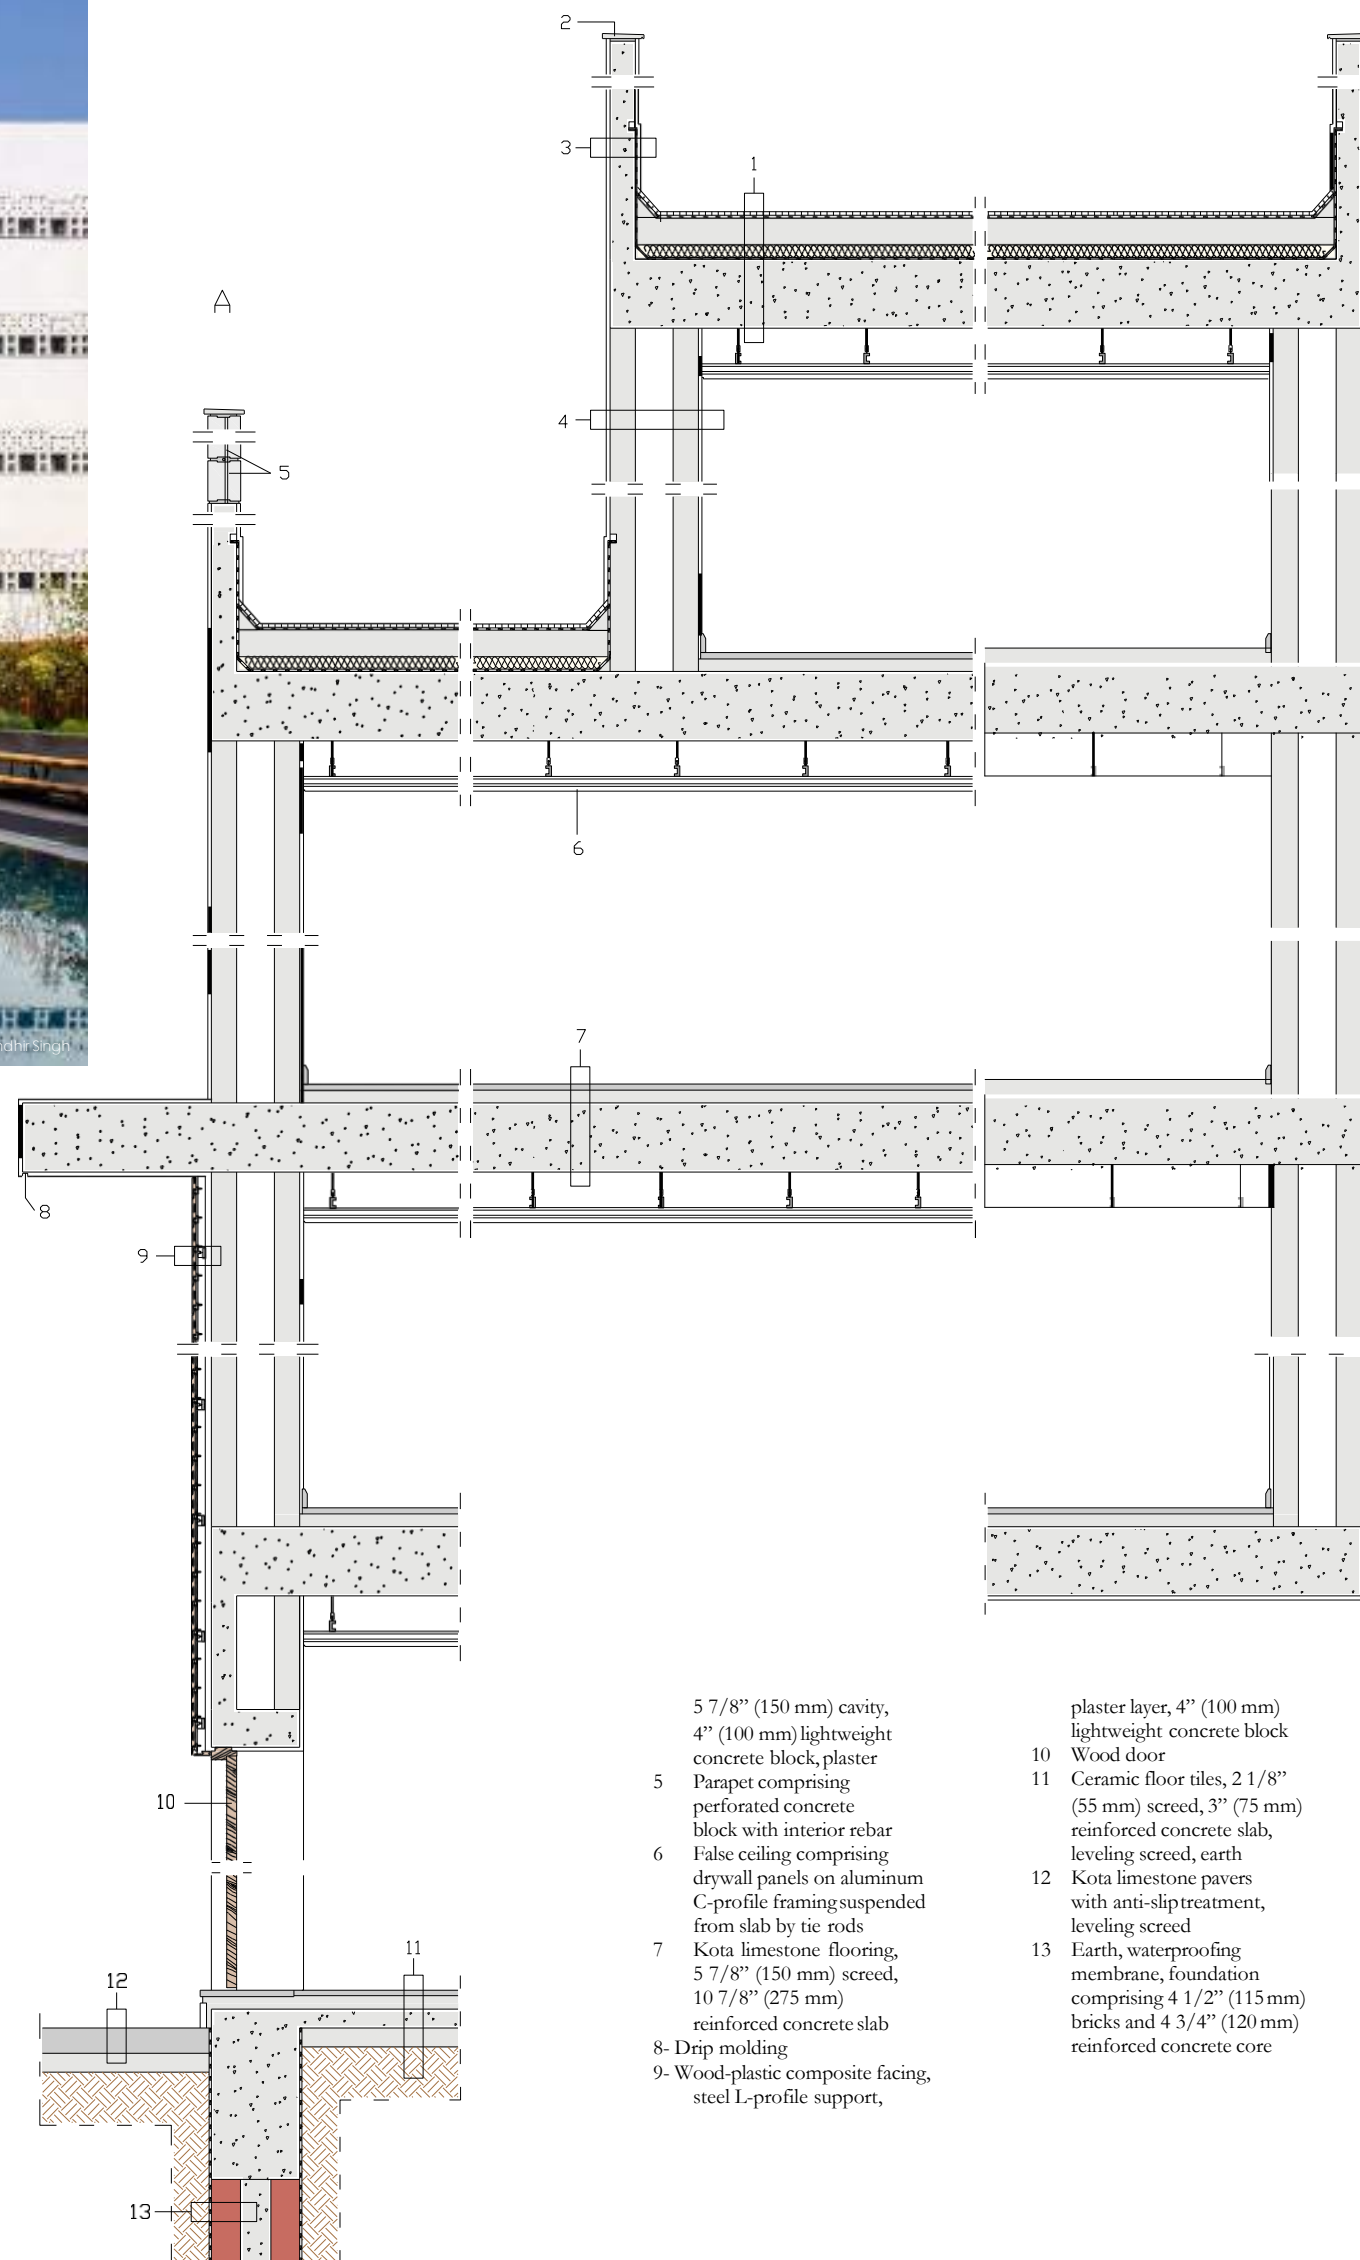 2
3
1
A
4
5
6
7
8
9
10
11
12
13
dhirSingh
5 7/8” (150 mm) cavity,
4” (100 mm) lightweight
concrete block, plaster
5 Parapet comprising
perforated concrete
block with interior rebar
6 False ceiling comprising
drywall panels on aluminum
C-profile framing suspended
from slab by tie rods
7 Kota limestone flooring,
5 7/8” (150 mm) screed,
10 7/8” (275 mm)
reinforced concrete slab
8- Drip molding
9- Wood-plastic composite facing,
steel L-profile support,
plaster layer, 4” (100 mm)
lightweight concrete block
10 Wood door
11 Ceramic floor tiles, 2 1/8”
(55 mm) screed, 3” (75 mm)
reinforced concrete slab,
leveling screed, earth
12 Kota limestone pavers
with anti-slip treatment,
leveling screed
13 Earth, waterproofing
membrane, foundation
comprising 4 1/2” (115 mm)
bricks and 4 3/4” (120 mm)
reinforced concrete core